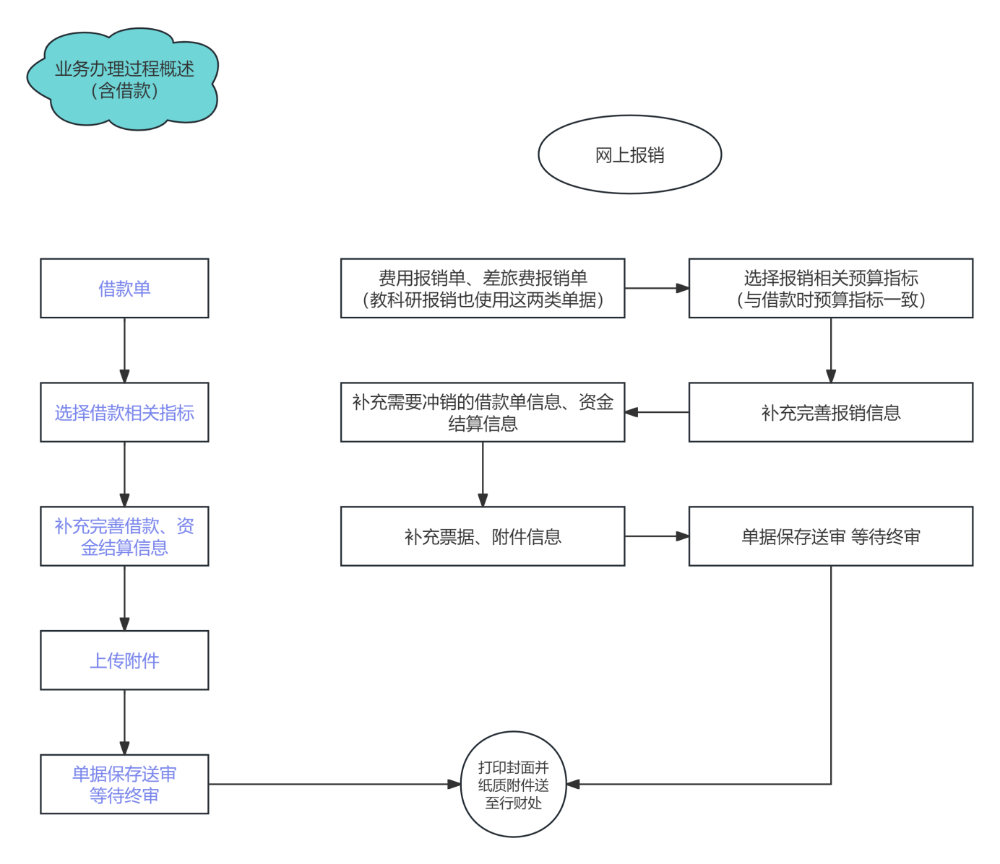 业务办理过程概述
（含借款）
网上报销
借款单
选择借款相关指标
补充完善借款、资
金结算信息
上传附件
单据保存送审
等待终审
费用报销单、差旅费报销单
（教科研报销也使用这两类单据）
选择报销相关预算指标
（与借款时预算指标一致）
补充完善报销信息
补充需要冲销的借款单信息、资金
结算信息
补充票据、附件信息
单据保存送审 等待终审
打印封面并
纸质附件送
至行财处